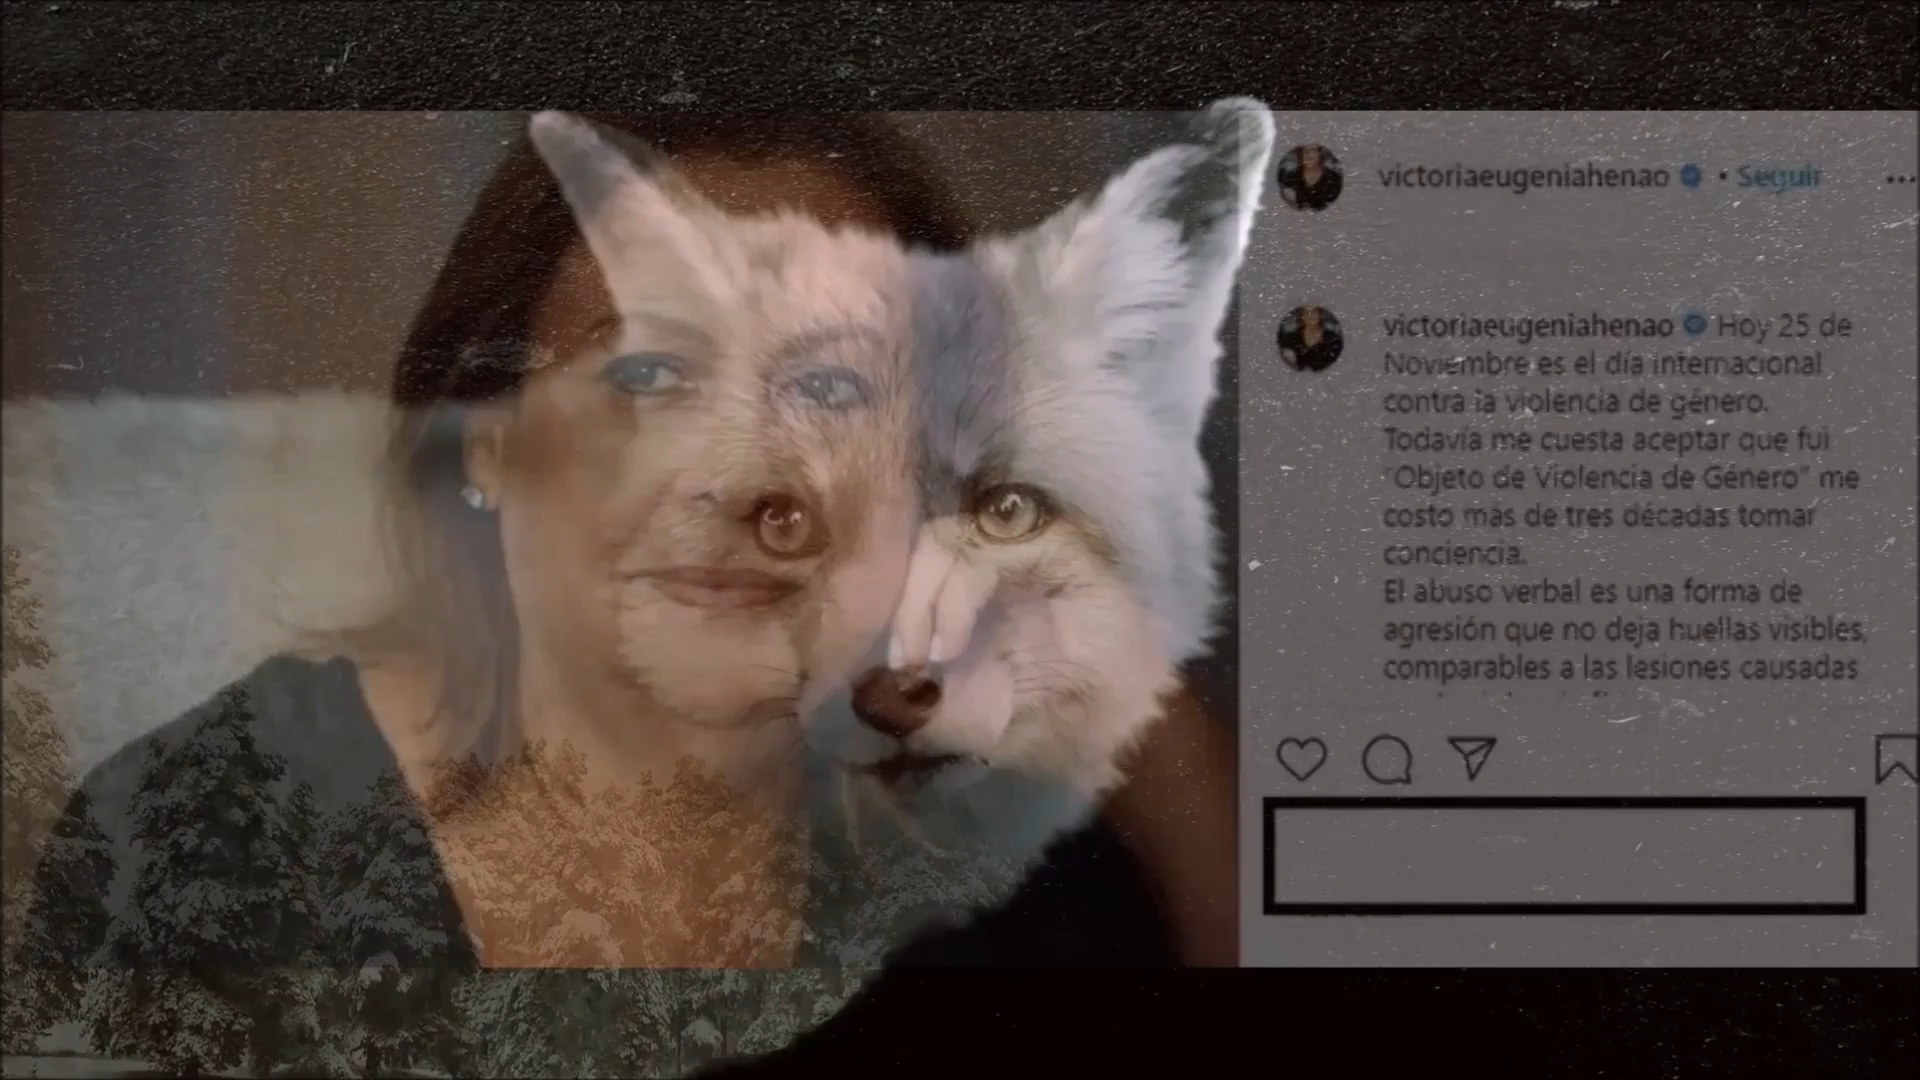 victoriaeugeniahenao • Seguir
victoriaeugeniahenao Hoy 25 de
Noviembre es el día internacional
contra la violencia de género.
Todavía me cuesta aceptar que fui
"Objeto de Violencia de Género" me
costo más de tres décadas tomar
conciencia.
El abuso verbal es una forma de
agresión que no deja huellas visibles,
comparables a las lesiones causadas